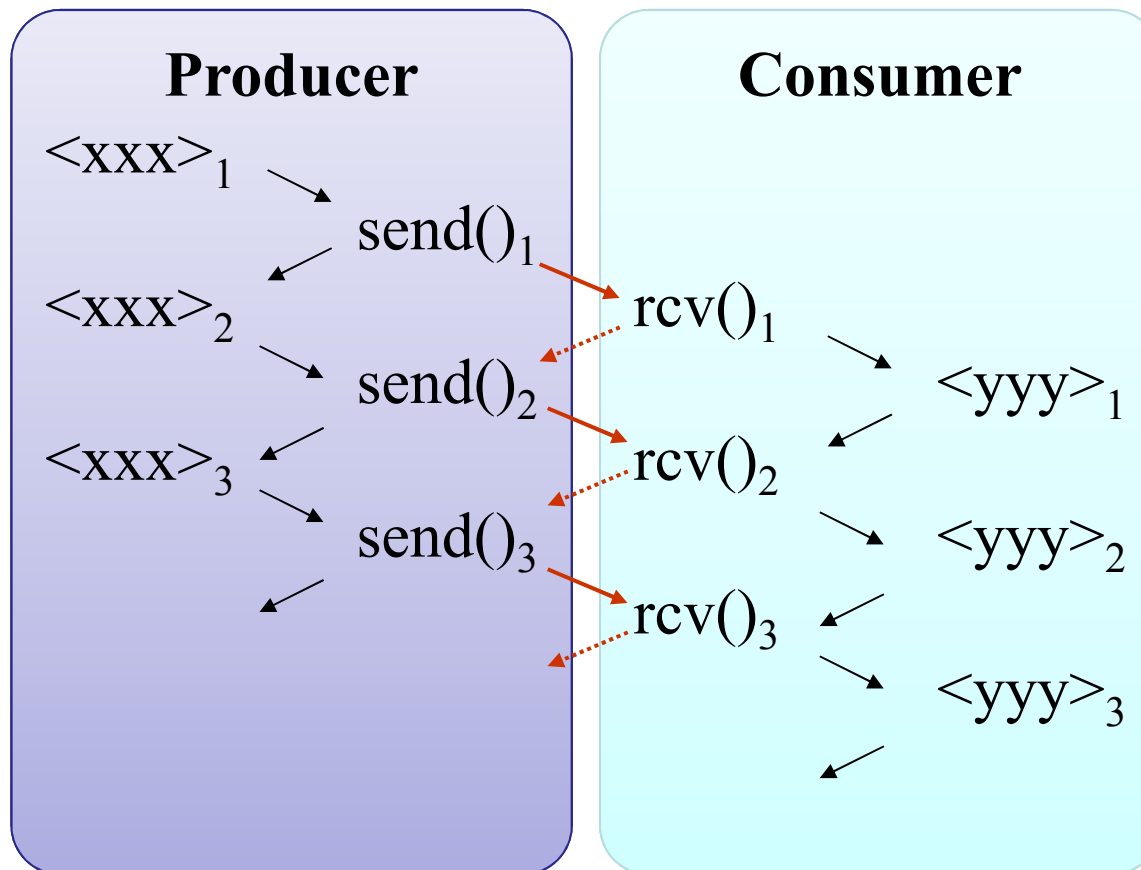 Producer
<xxx>₁
send()₁
<xxx>₂
send()₂
<xxx>₃
send()₃
Consumer
rcv()₁
<yyy>₁
rcv()₂
<yyy>₂
rcv()₃
<yyy>₃